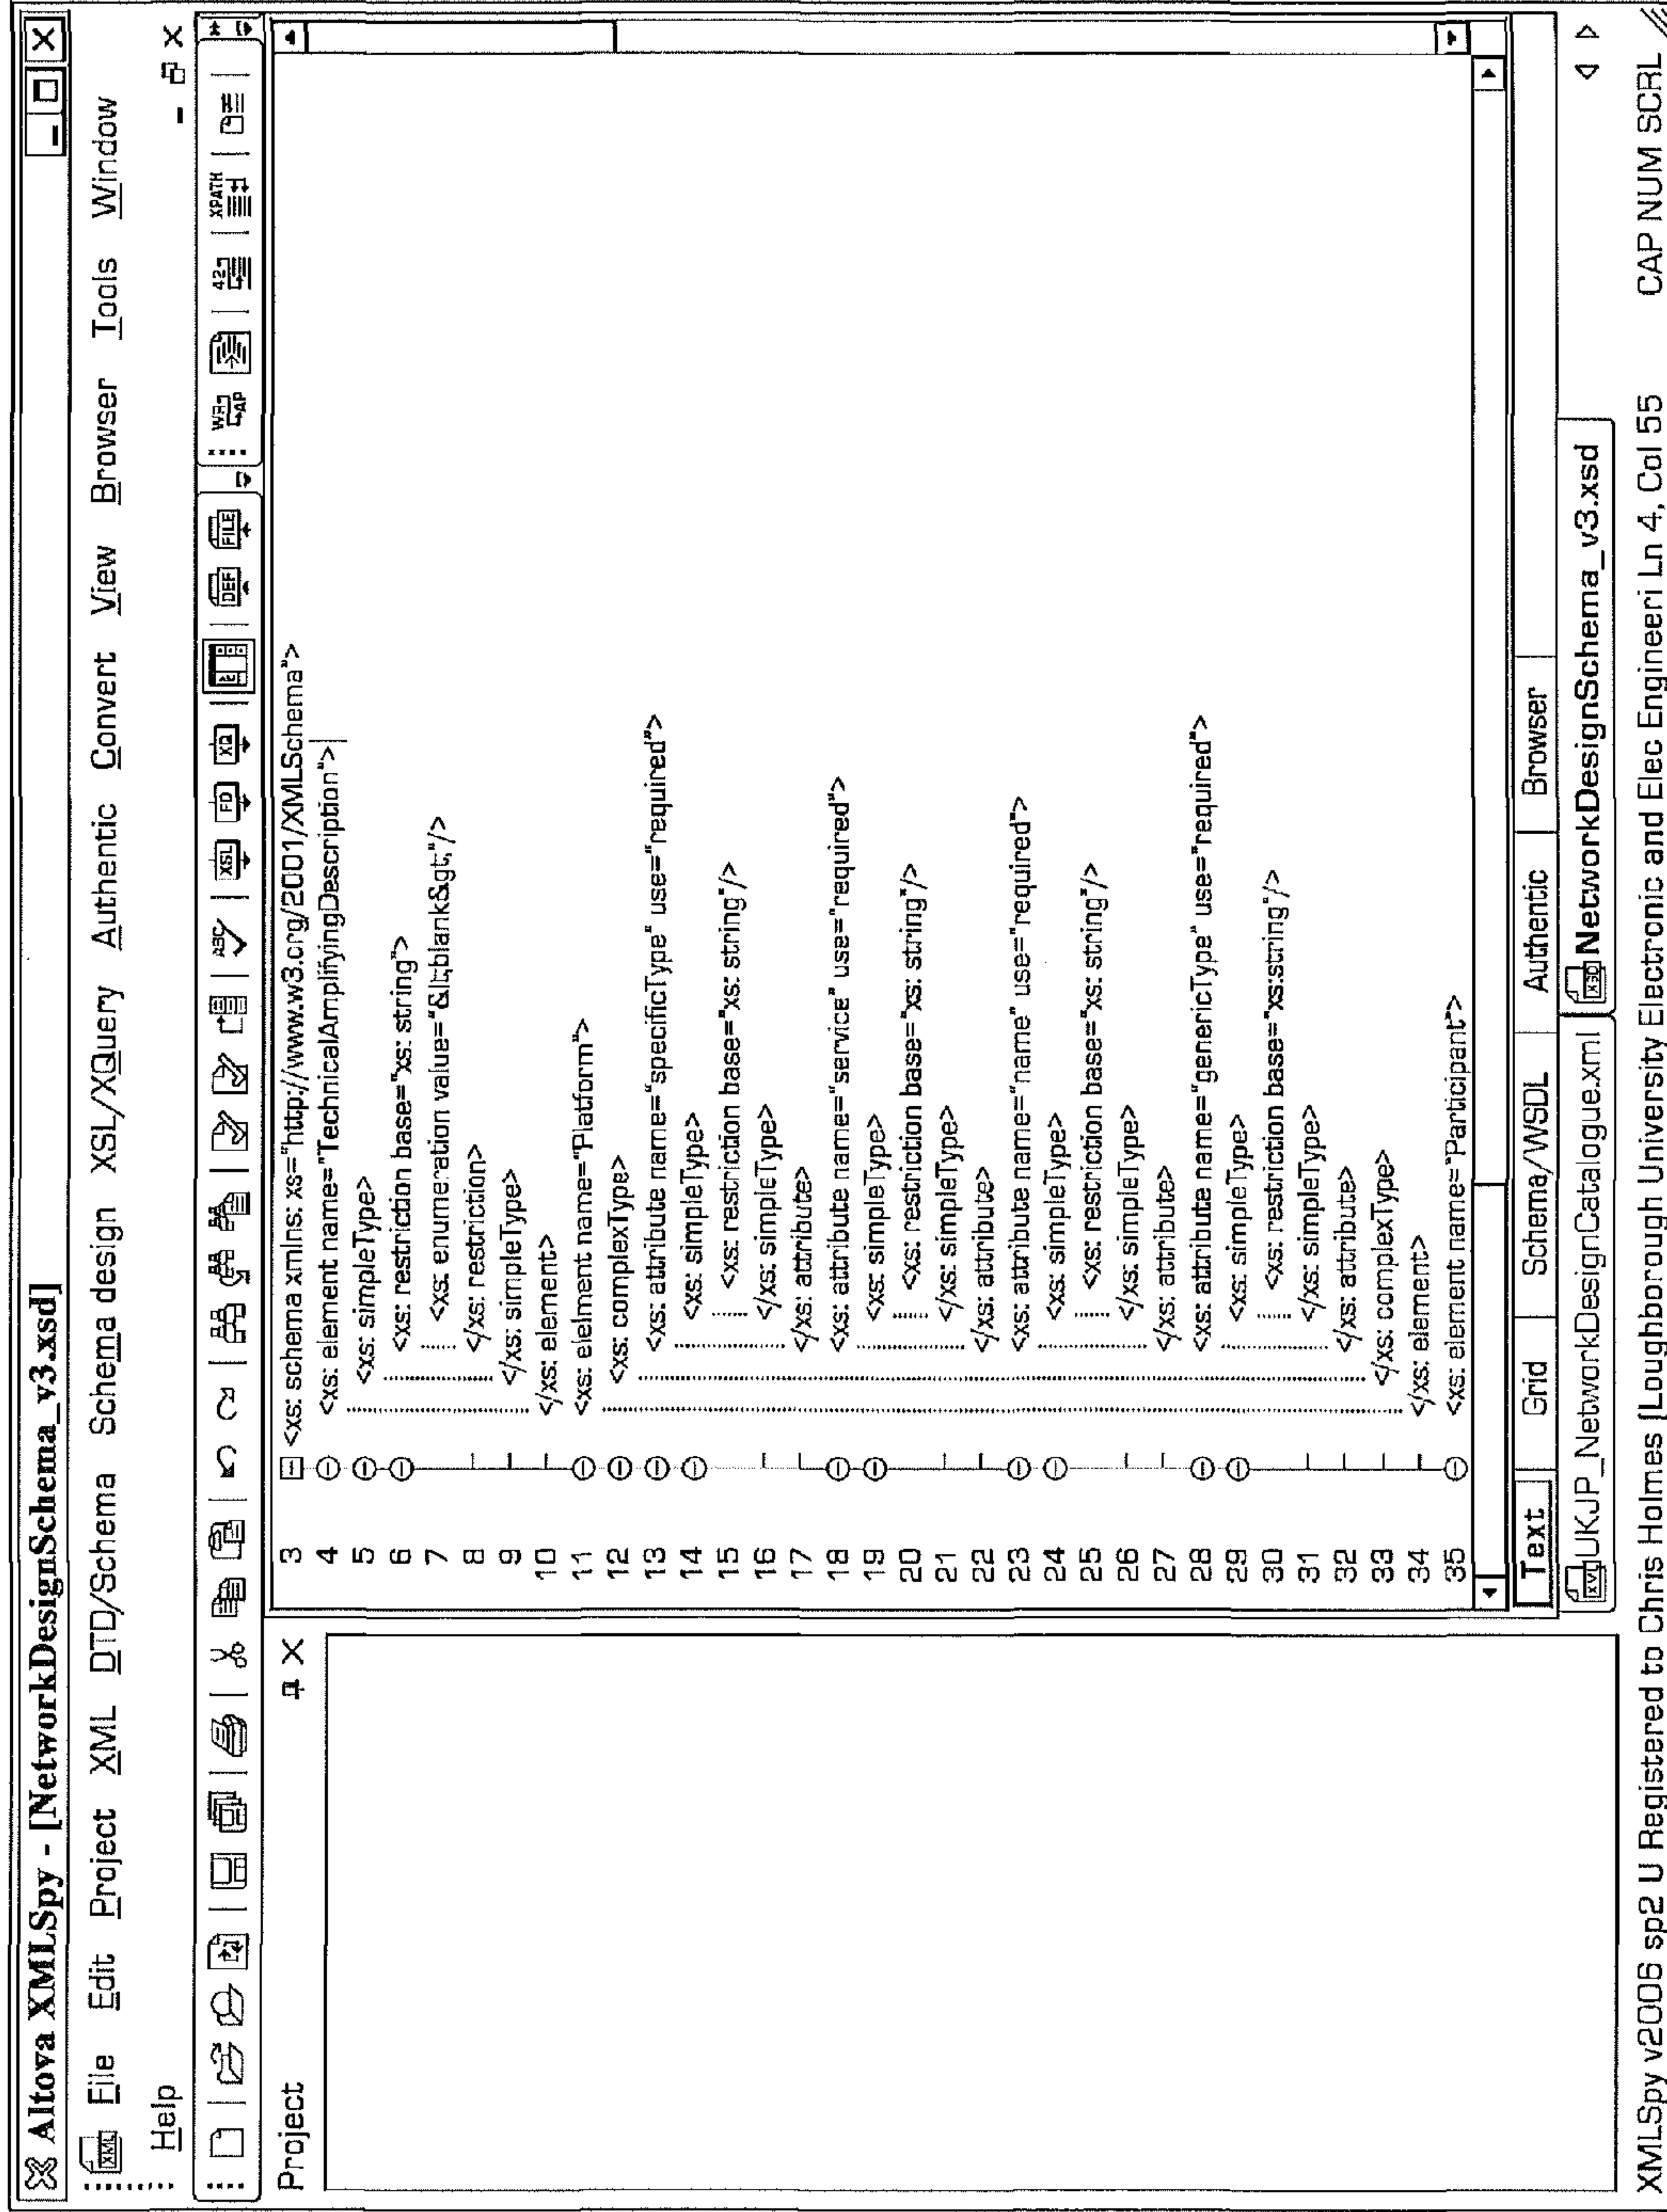 Altova XMLSpy - [NetworkDesignSchema_v3.xsd]
File Edit Project XML DTD/Schema Schema design XSL/XQuery Authentic Convert View Browser Tools Window
Help
ABC XSL FO XQ DEF FILE XPATH
Project
3 <xs: schema xmlns: xs="http://www.w3.org/2001/XMLSchema">
4 <xs: element name="TechnicalAmplifyingDescription">
5 <xs: simpleType>
6 <xs: restriction base="xs: string">
7 <xs: enumeration value="&lt;blank&gt;"/>
8 </xs: restriction>
9 </xs: simpleType>
10 </xs: element>
11 <xs: elelment name="Platform">
12 <xs: complexType>
13 <xs: attribute name="specificType" use="required">
14 <xs: simpleType>
15 <xs: restriction base="xs: string"/>
16 </xs: simpleType>
17 </xs: attribute>
18 <xs: attribute name="service" use="required">
19 <xs: simpleType>
20 <xs: restriction base="xs: string"/>
21 </xs: simpleType>
22 </xs: attribute>
23 <xs: attribute name="name" use="required">
24 <xs: simpleType>
25 <xs: restriction base="xs: string"/>
26 </xs: simpleType>
27 </xs: attribute>
28 <xs: attribute name="genericType" use="required">
29 <xs: simpleType>
30 <xs: restriction base="xs:string"/>
31 </xs: simpleType>
32 </xs: attribute>
33 </xs: complexType>
34 </xs: element>
35 <xs: element name="Participant">
Text Grid Schema/WSDL Authentic Browser
UKJP_NetworkDesignCatalogue.xml NetworkDesignSchema_v3.xsd
XMLSpy v2006 sp2 U Registered to Chris Holmes [Loughborough University Electronic and Elec Engineeri Ln 4, Col 55 CAP NUM SCRL